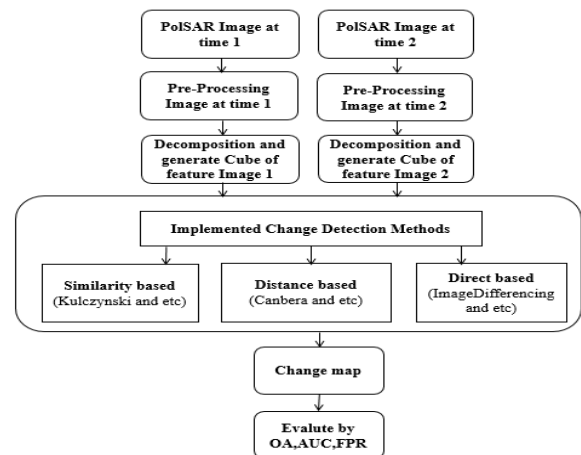 PolSAR Image at
time 1
PolSAR Image at
time 2
Pre-Processing
Image at time 1
Pre-Processing
Image at time 2
Decomposition and
generate Cube of
feature Image 1
Decomposition and
generate Cube of
feature Image 2
Implemented Change Detection Methods
Similarity based
(Kulczynski and etc)
Distance based
(Canbera and etc)
Direct based
(ImageDifferencing
and etc)
Change map
Evalute by
OA,AUC,FPR